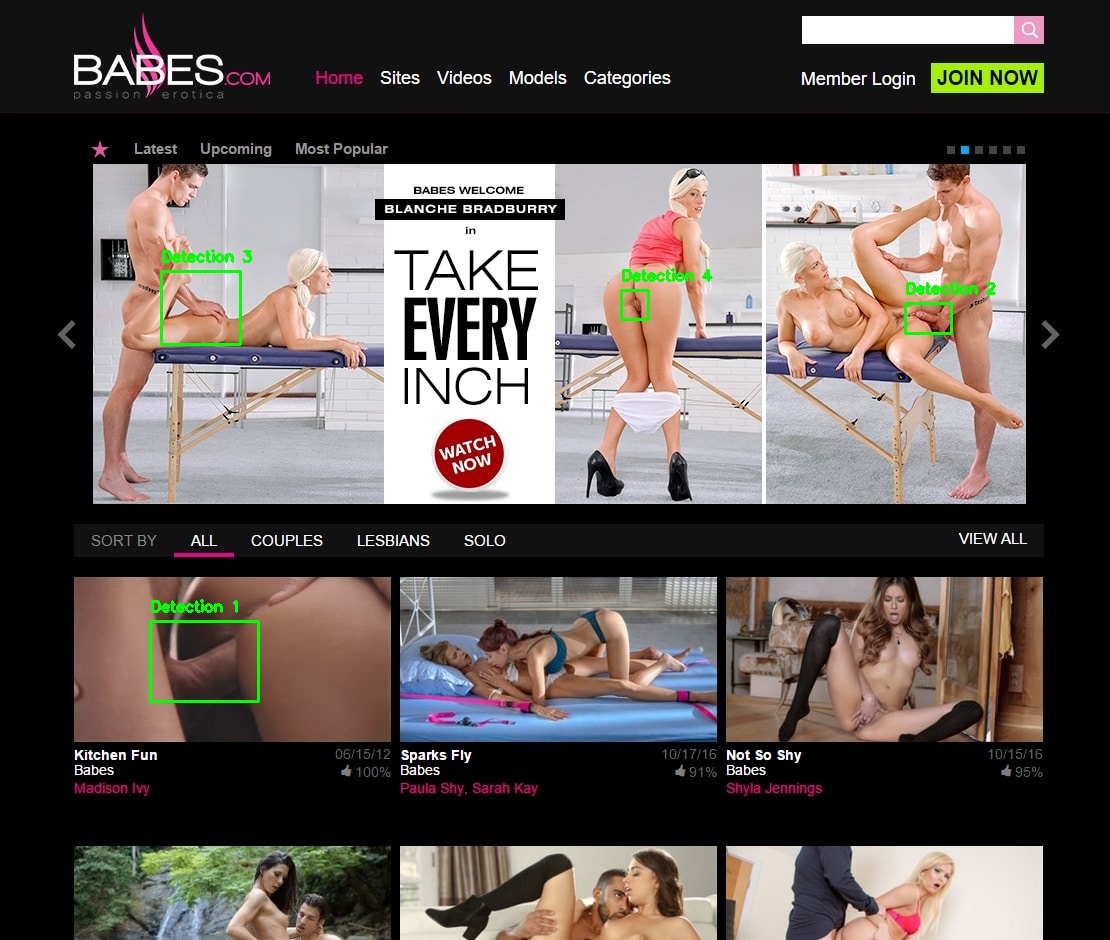 BABES.COM
passion erotica
Home Sites Videos Models Categories
Member Login JOIN NOW
Latest Upcoming Most Popular
BABES WELCOME
BLANCHE BRADBURRY
in
TAKE
EVERY
INCH
WATCH
NOW
Detection 3
Detection 4
Detection 2
SORT BY ALL COUPLES LESBIANS SOLO VIEW ALL
Detection 1
Kitchen Fun 06/15/12
Babes 100%
Madison Ivy
Sparks Fly 10/17/16
Babes 91%
Paula Shy, Sarah Kay
Not So Shy 10/15/16
Babes 95%
Shyla Jennings